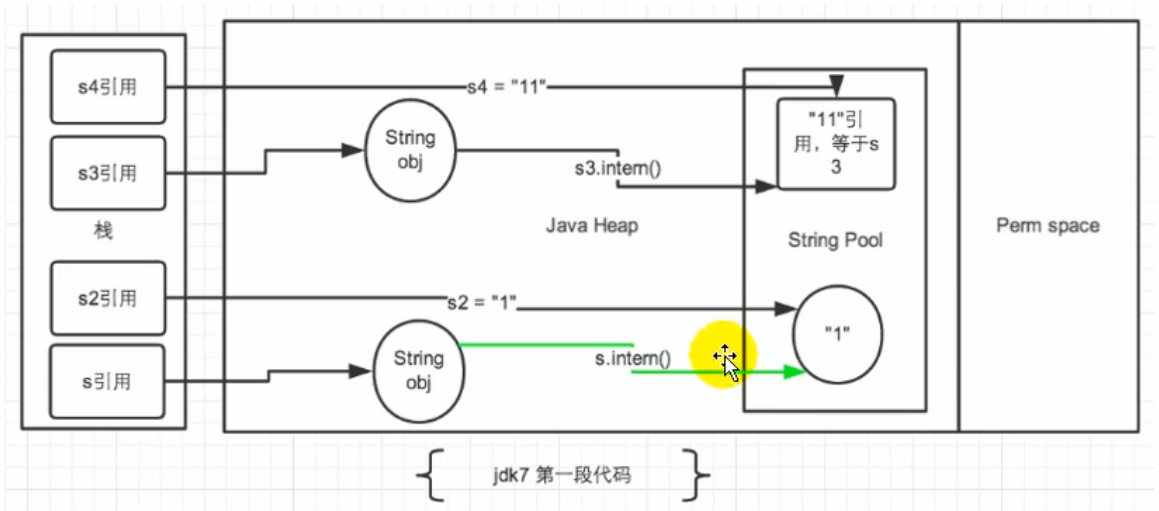 s4引用
s4 = "11"
"11"引
用，等于s
3
String
obj
s3引用
s3.intern()
栈
Java Heap
String Pool
Perm space
s2引用
s2 = "1"
"1"
String
obj
s.intern()
s引用
jdk7 第一段代码